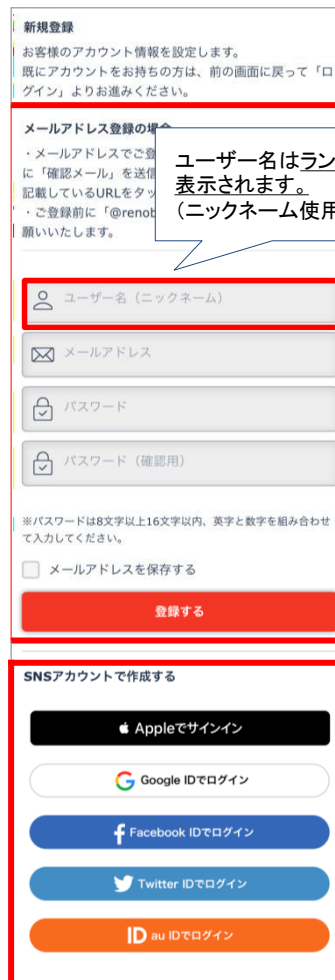 新規登録
お客様のアカウント情報を設定します。
既にアカウントをお持ちの方は、前の画面に戻って「ロ
グイン」よりお進みください。
メールアドレス登録の場合
・メールアドレスでご登
に「確認メール」を送信
記載しているURLをタッ
・ご登録前に「@renob
願いいたします。
ユーザー名はラン
表示されます。
（ニックネーム使用
ユーザー名（ニックネーム）
メールアドレス
パスワード
パスワード（確認用）
※パスワードは8文字以上16文字以内、英字と数字を組み合わせ
て入力してください。
メールアドレスを保存する
登録する
SNSアカウントで作成する
Appleでサインイン
Google IDでログイン
Facebook IDでログイン
Twitter IDでログイン
ID au IDでログイン